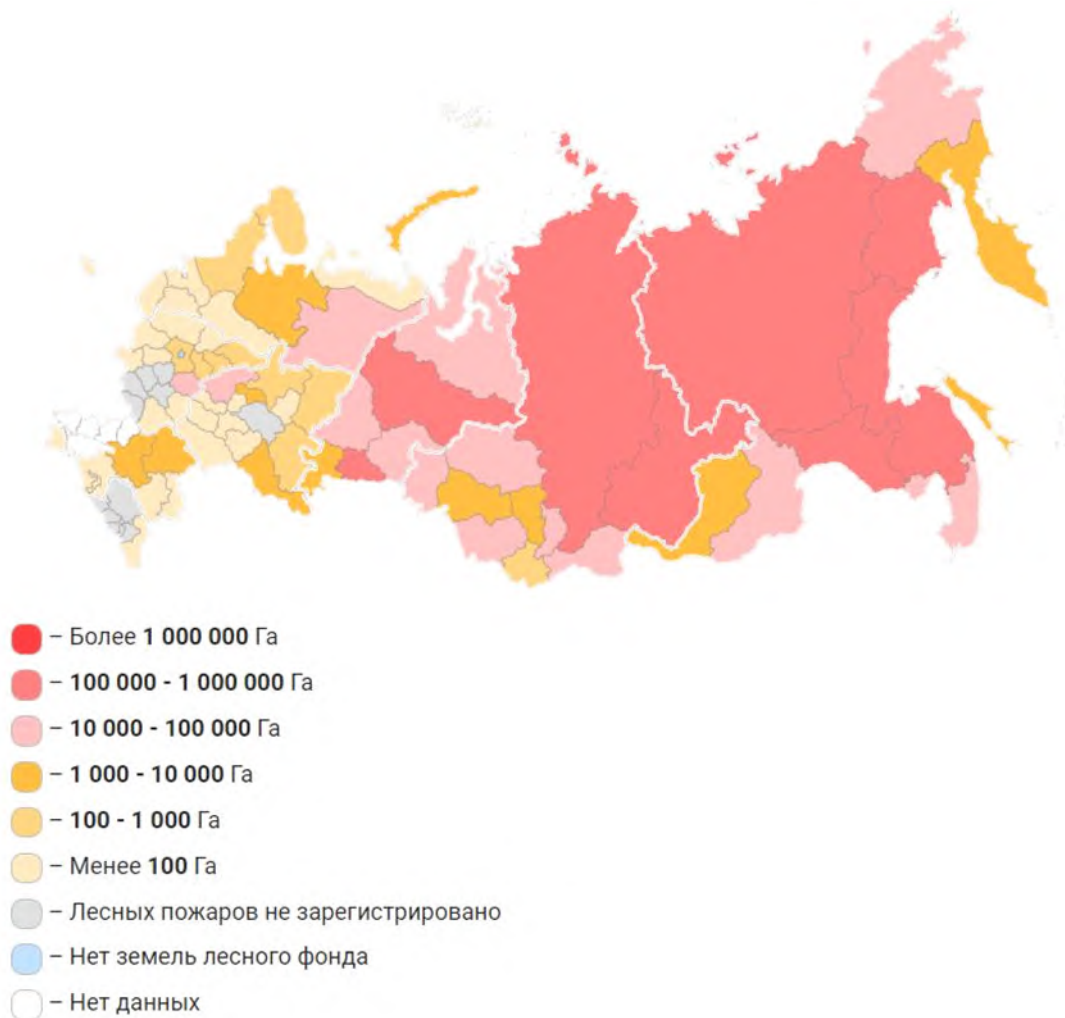 – Более 1 000 000 Га
– 100 000 - 1 000 000 Га
– 10 000 - 100 000 Га
– 1 000 - 10 000 Га
– 100 - 1 000 Га
– Менее 100 Га
– Лесных пожаров не зарегистрировано
– Нет земель лесного фонда
– Нет данных